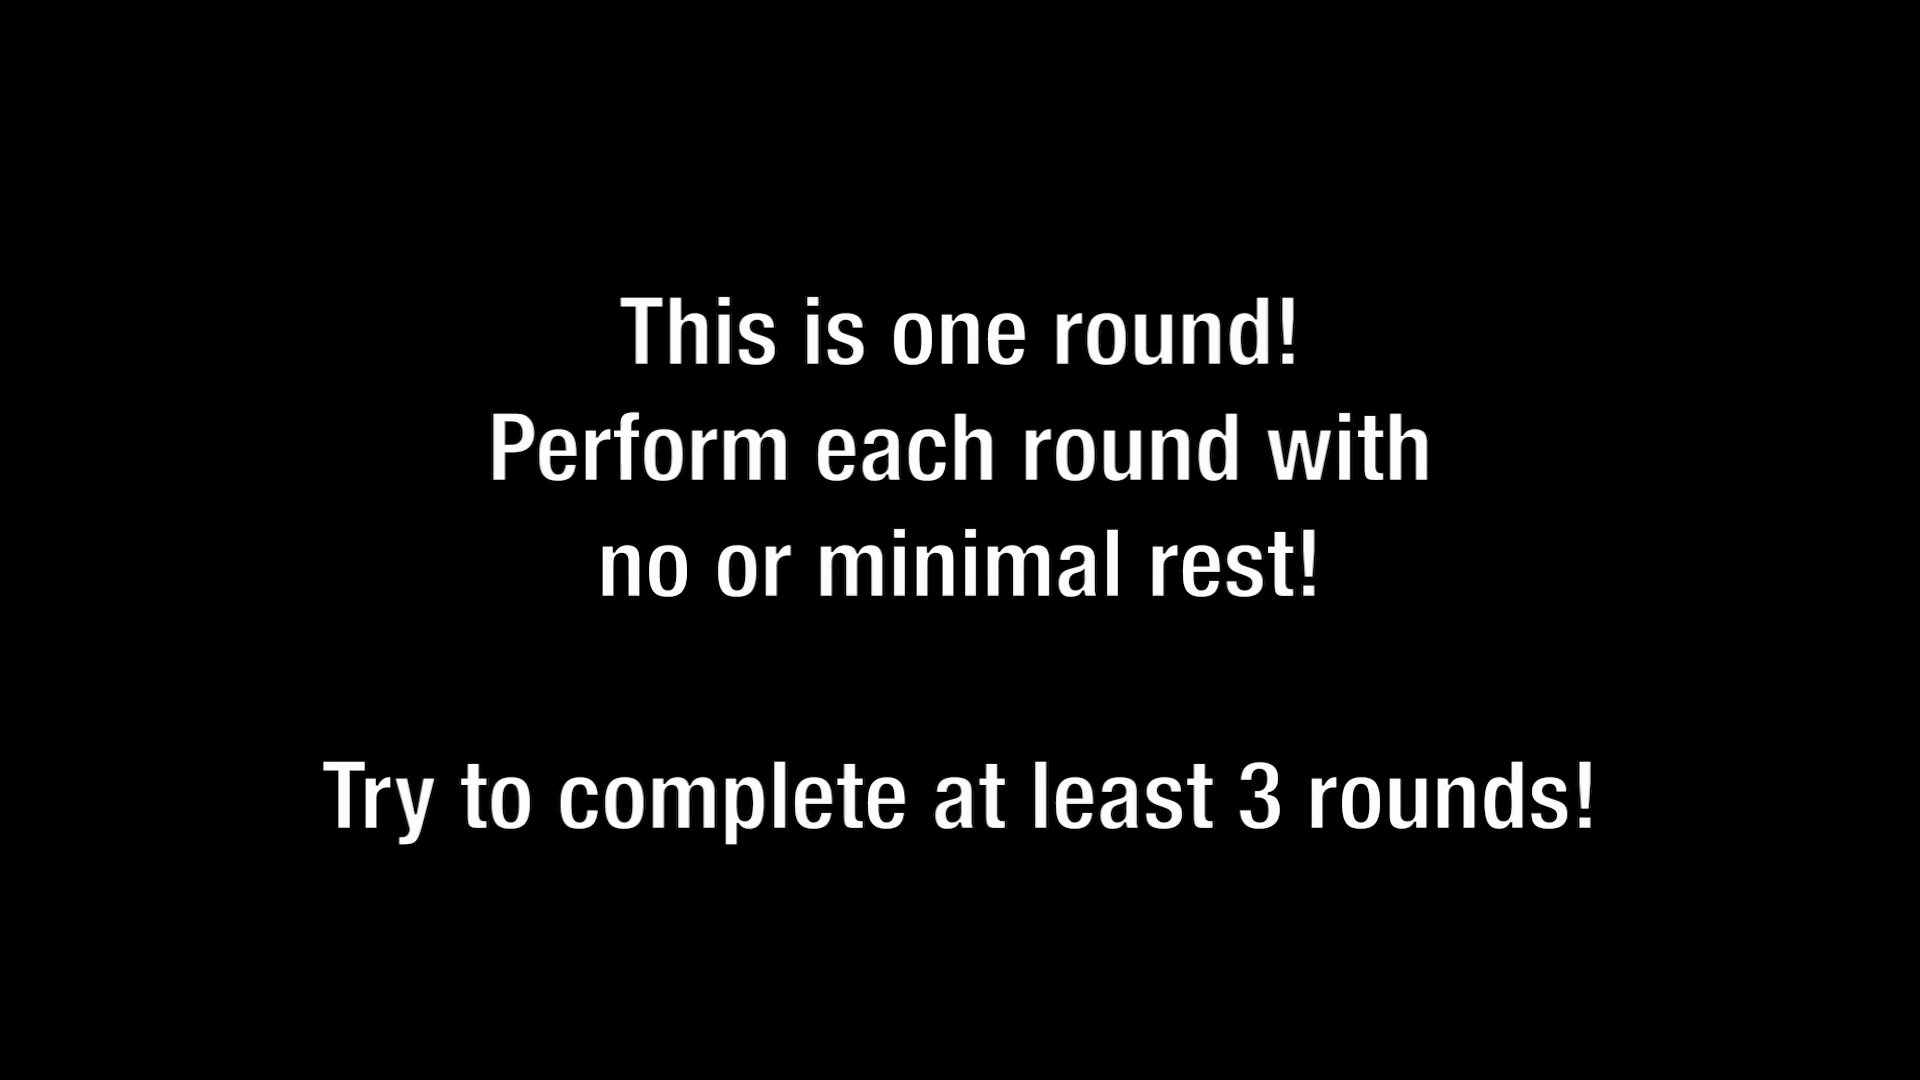 This is one round!
Perform each round with
no or minimal rest!
Try to complete at least 3 rounds!